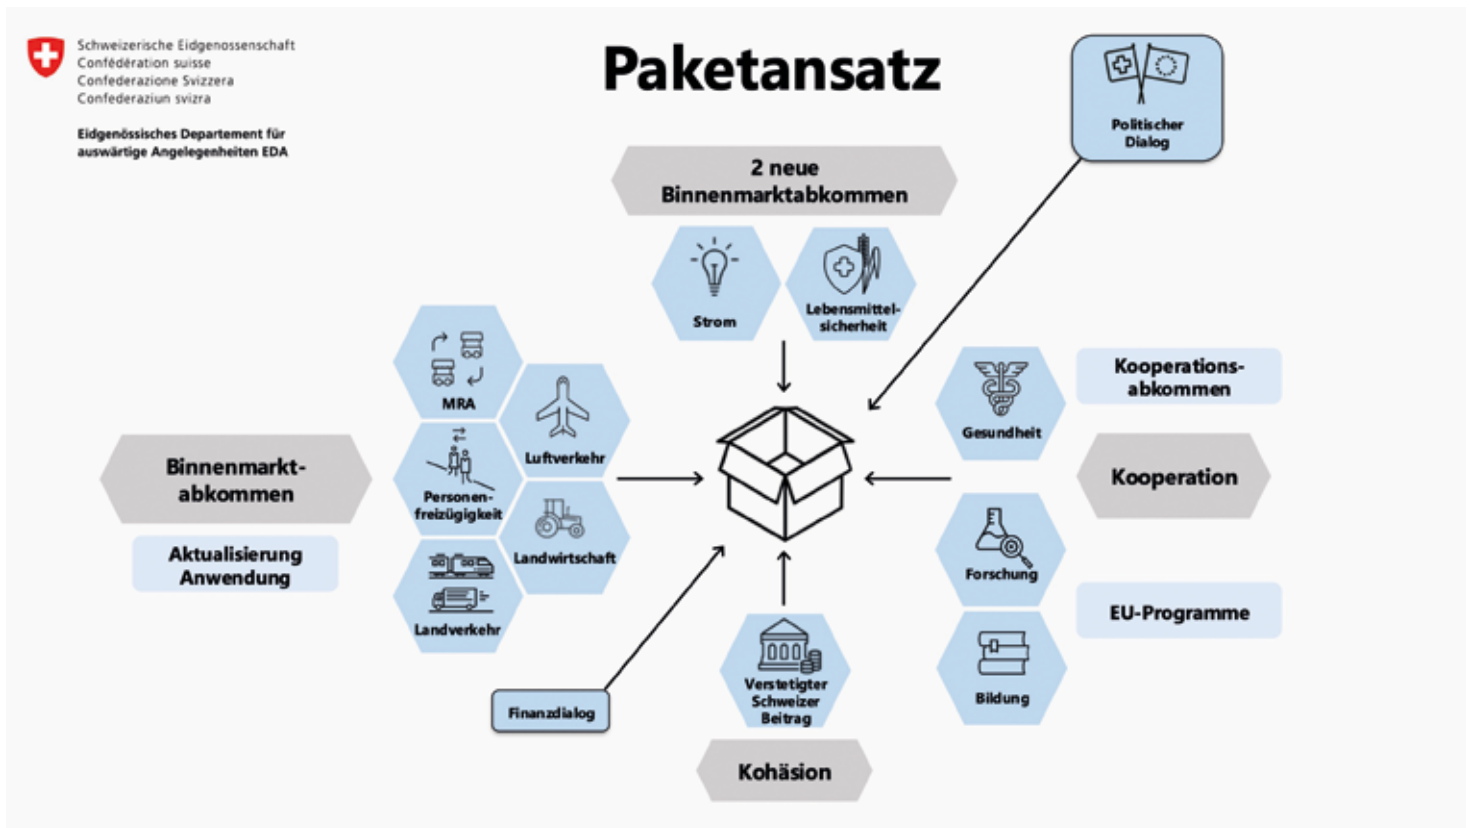 Schweizerische Eidgenossenschaft
Confédération suisse
Confederazione Svizzera
Confederaziun svizra
Eidgenössisches Departement für
auswärtige Angelegenheiten EDA
Paketansatz
Politischer
Dialog
2 neue
Binnenmarktabkommen
Strom
Lebensmittel-
sicherheit
MRA
Luftverkehr
Personen-
freizügigkeit
Landwirtschaft
Landverkehr
Binnenmarkt-
abkommen
Aktualisierung
Anwendung
Gesundheit
Kooperations-
abkommen
Kooperation
Forschung
EU-Programme
Bildung
Finanzdialog
Verstetigter
Schweizer
Beitrag
Kohäsion